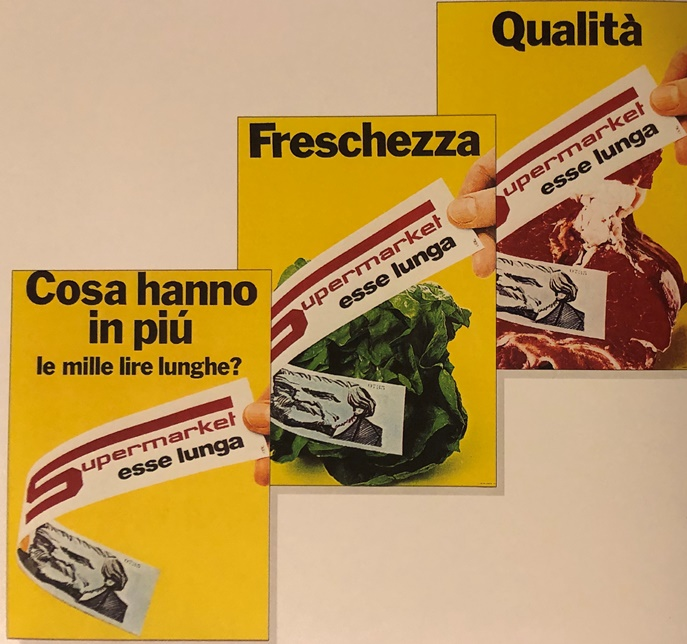 Qualità
Supermarket
esse lunga
Freschezza
Supermarket
esse lunga
Cosa hanno
in piú
le mille lire lunghe?
Supermarket
esse lunga